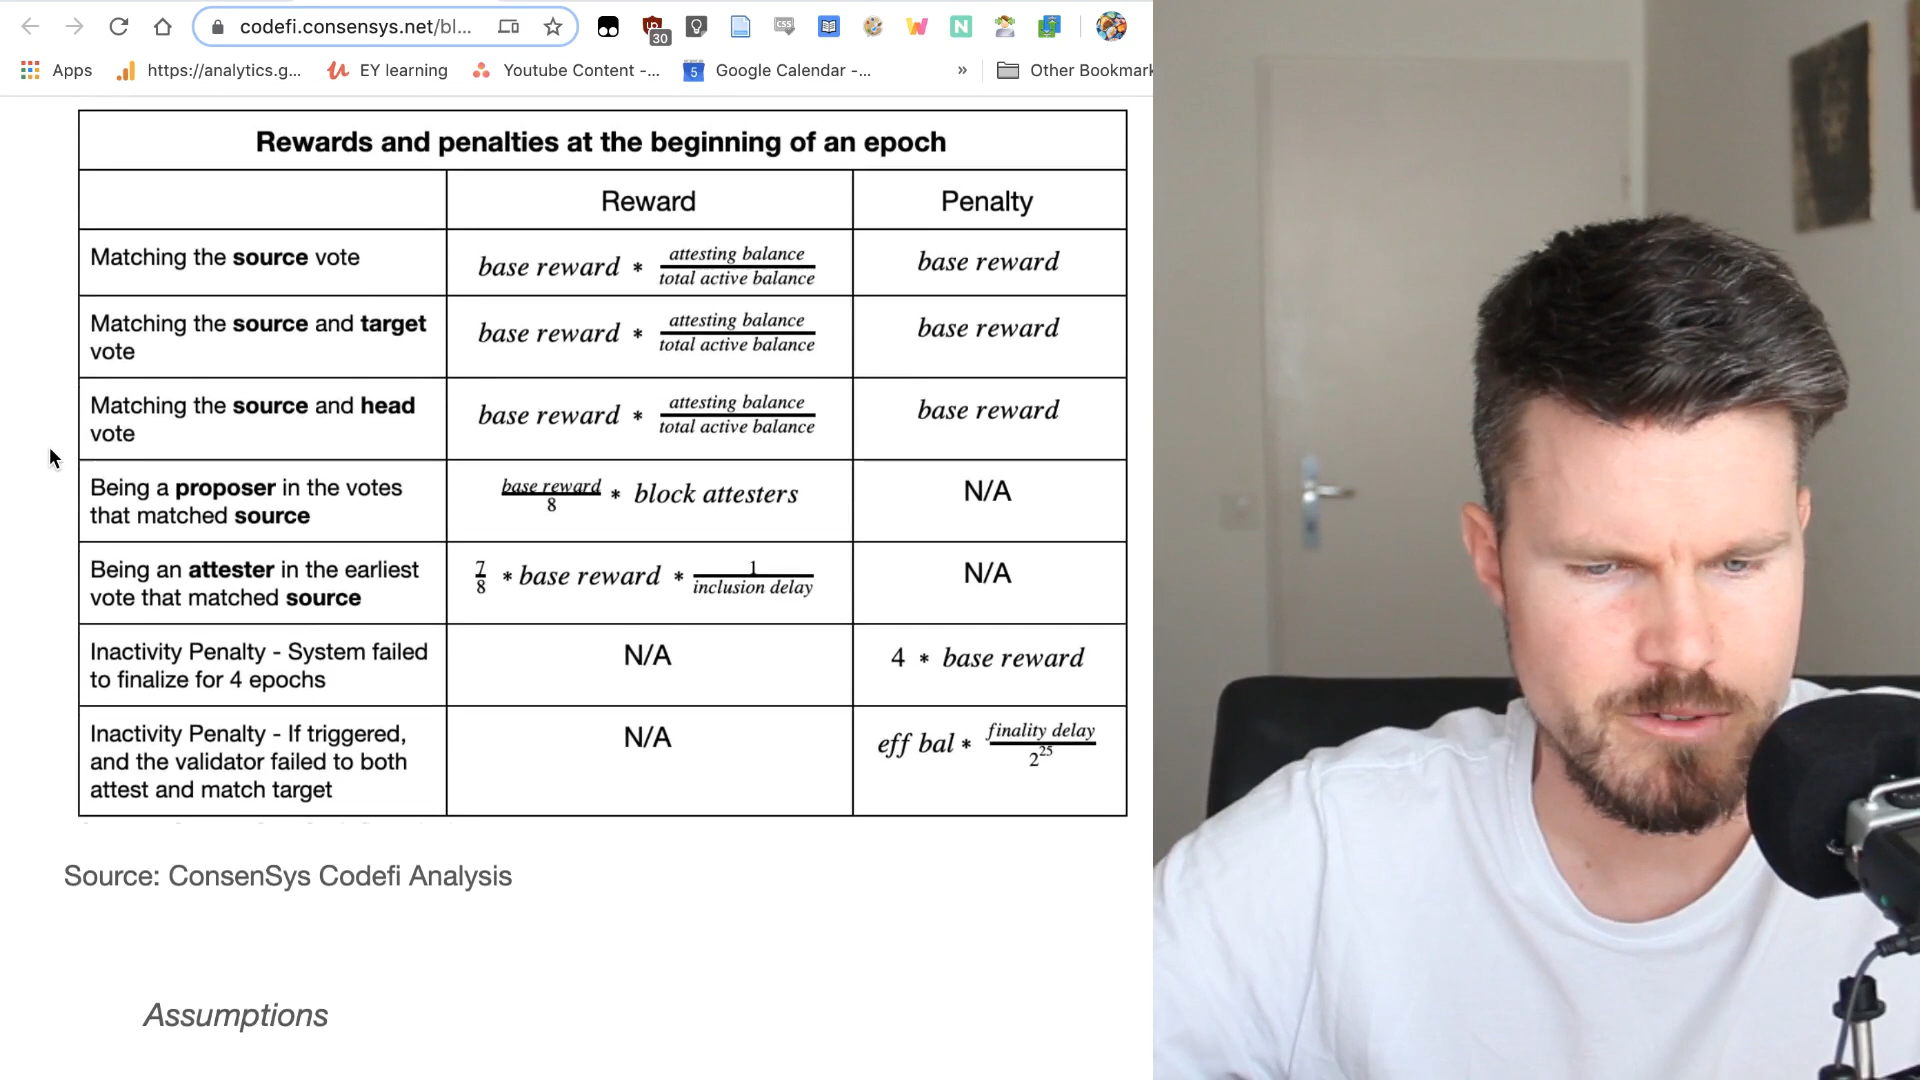 codefi.consensys.net/bl...
30
CSS
Apps
https://analytics.g...
EY learning
Youtube Content -...
5
Google Calendar -...
»
Other Bookmark
Rewards and penalties at the beginning of an epoch
Reward
Penalty
Matching the source vote
base reward * attesting balance / total active balance
base reward
Matching the source and target
vote
base reward * attesting balance / total active balance
base reward
Matching the source and head
vote
base reward * attesting balance / total active balance
base reward
Being a proposer in the votes
that matched source
base reward / 8 * block attesters
N/A
Being an attester in the earliest
vote that matched source
7/8 * base reward * 1 / inclusion delay
N/A
Inactivity Penalty - System failed
to finalize for 4 epochs
N/A
4 * base reward
Inactivity Penalty - If triggered,
and the validator failed to both
attest and match target
N/A
eff bal * finality delay / 2^25
Source: ConsenSys Codefi Analysis
Assumptions